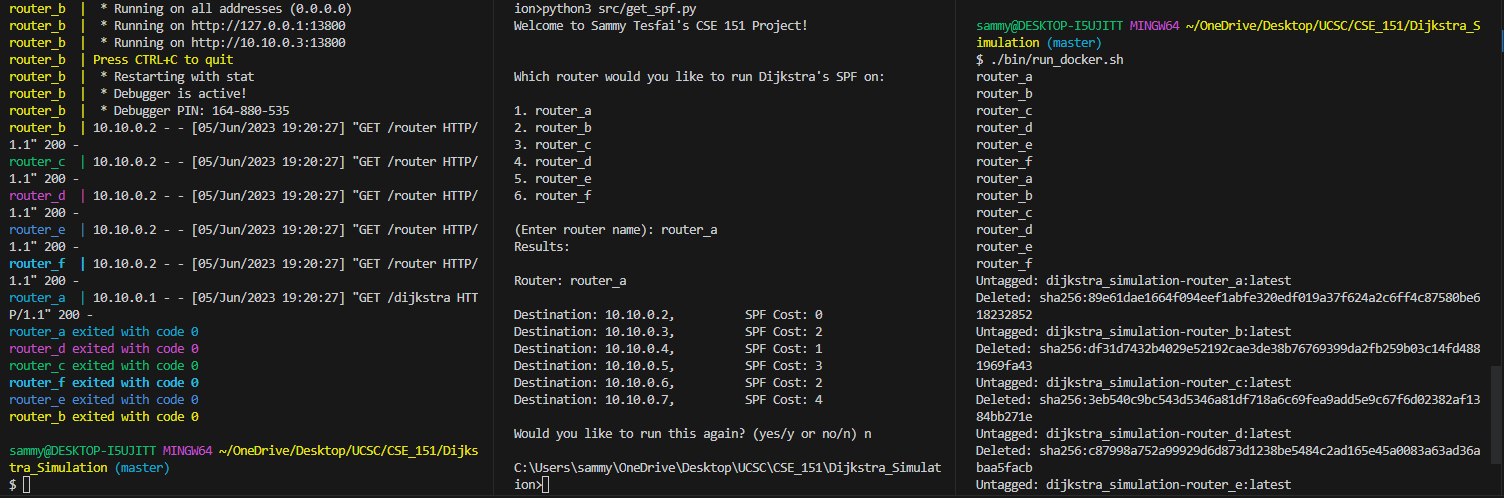 router_b  |  * Running on all addresses (0.0.0.0)
router_b  |  * Running on http://127.0.0.1:13800
router_b  |  * Running on http://10.10.0.3:13800
router_b  | Press CTRL+C to quit
router_b  |  * Restarting with stat
router_b  |  * Debugger is active!
router_b  |  * Debugger PIN: 164-880-535
router_b  | 10.10.0.2 - - [05/Jun/2023 19:20:27] "GET /router HTTP/
1.1" 200 -
router_c  | 10.10.0.2 - - [05/Jun/2023 19:20:27] "GET /router HTTP/
1.1" 200 -
router_d  | 10.10.0.2 - - [05/Jun/2023 19:20:27] "GET /router HTTP/
1.1" 200 -
router_e  | 10.10.0.2 - - [05/Jun/2023 19:20:27] "GET /router HTTP/
1.1" 200 -
router_f  | 10.10.0.2 - - [05/Jun/2023 19:20:27] "GET /router HTTP/
1.1" 200 -
router_a  | 10.10.0.1 - - [05/Jun/2023 19:20:27] "GET /dijkstra HTT
P/1.1" 200 -
router_a exited with code 0
router_d exited with code 0
router_c exited with code 0
router_f exited with code 0
router_e exited with code 0
router_b exited with code 0
sammy@DESKTOP-I5UJITT MINGW64 ~/OneDrive/Desktop/UCSC/CSE_151/Dijks
tra_Simulation (master)
$
ion>python3 src/get_spf.py
Welcome to Sammy Tesfai's CSE 151 Project!
Which router would you like to run Dijkstra's SPF on:
1. router_a
2. router_b
3. router_c
4. router_d
5. router_e
6. router_f
(Enter router name): router_a
Results:
Router: router_a
Destination: 10.10.0.2,          SPF Cost: 0
Destination: 10.10.0.3,          SPF Cost: 2
Destination: 10.10.0.4,          SPF Cost: 1
Destination: 10.10.0.5,          SPF Cost: 3
Destination: 10.10.0.6,          SPF Cost: 2
Destination: 10.10.0.7,          SPF Cost: 4
Would you like to run this again? (yes/y or no/n) n
C:\Users\sammy\OneDrive\Desktop\UCSC\CSE_151\Dijkstra_Simulat
ion>
sammy@DESKTOP-I5UJITT MINGW64 ~/OneDrive/Desktop/UCSC/CSE_151/Dijkstra_S
imulation (master)
$ ./bin/run_docker.sh
router_a
router_b
router_c
router_d
router_e
router_f
router_a
router_b
router_c
router_d
router_e
router_f
Untagged: dijkstra_simulation-router_a:latest
Deleted: sha256:89e61dae1664f094eef1abfe320edf019a37f624a2c6ff4c87580be6
18232852
Untagged: dijkstra_simulation-router_b:latest
Deleted: sha256:df31d7432b4029e52192cae3de38b76769399da2fb259b03c14fd488
1969fa43
Untagged: dijkstra_simulation-router_c:latest
Deleted: sha256:3eb540c9bc543d5346a81df718a6c69fea9add5e9c67f6d02382af13
84bb271e
Untagged: dijkstra_simulation-router_d:latest
Deleted: sha256:c87998a752a99929d6d873d1238be5484c2ad165e45a0083a63ad36a
baa5facb
Untagged: dijkstra_simulation-router_e:latest